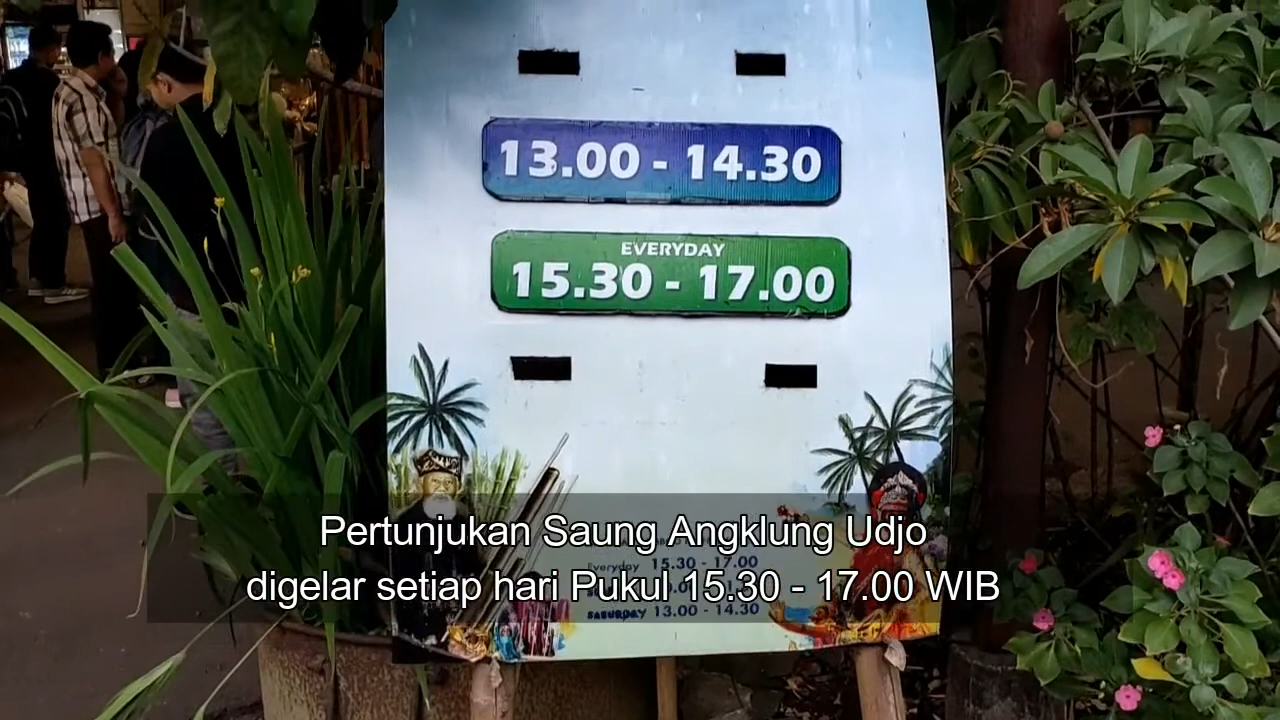 13.00 - 14.30
EVERYDAY
15.30 - 17.00
Pertunjukan Saung Angklung Udjo
Everyday 15.30 - 17.00
digelar setiap hari Pukul 15.30 - 17.00 WIB
13.00 - 14.30